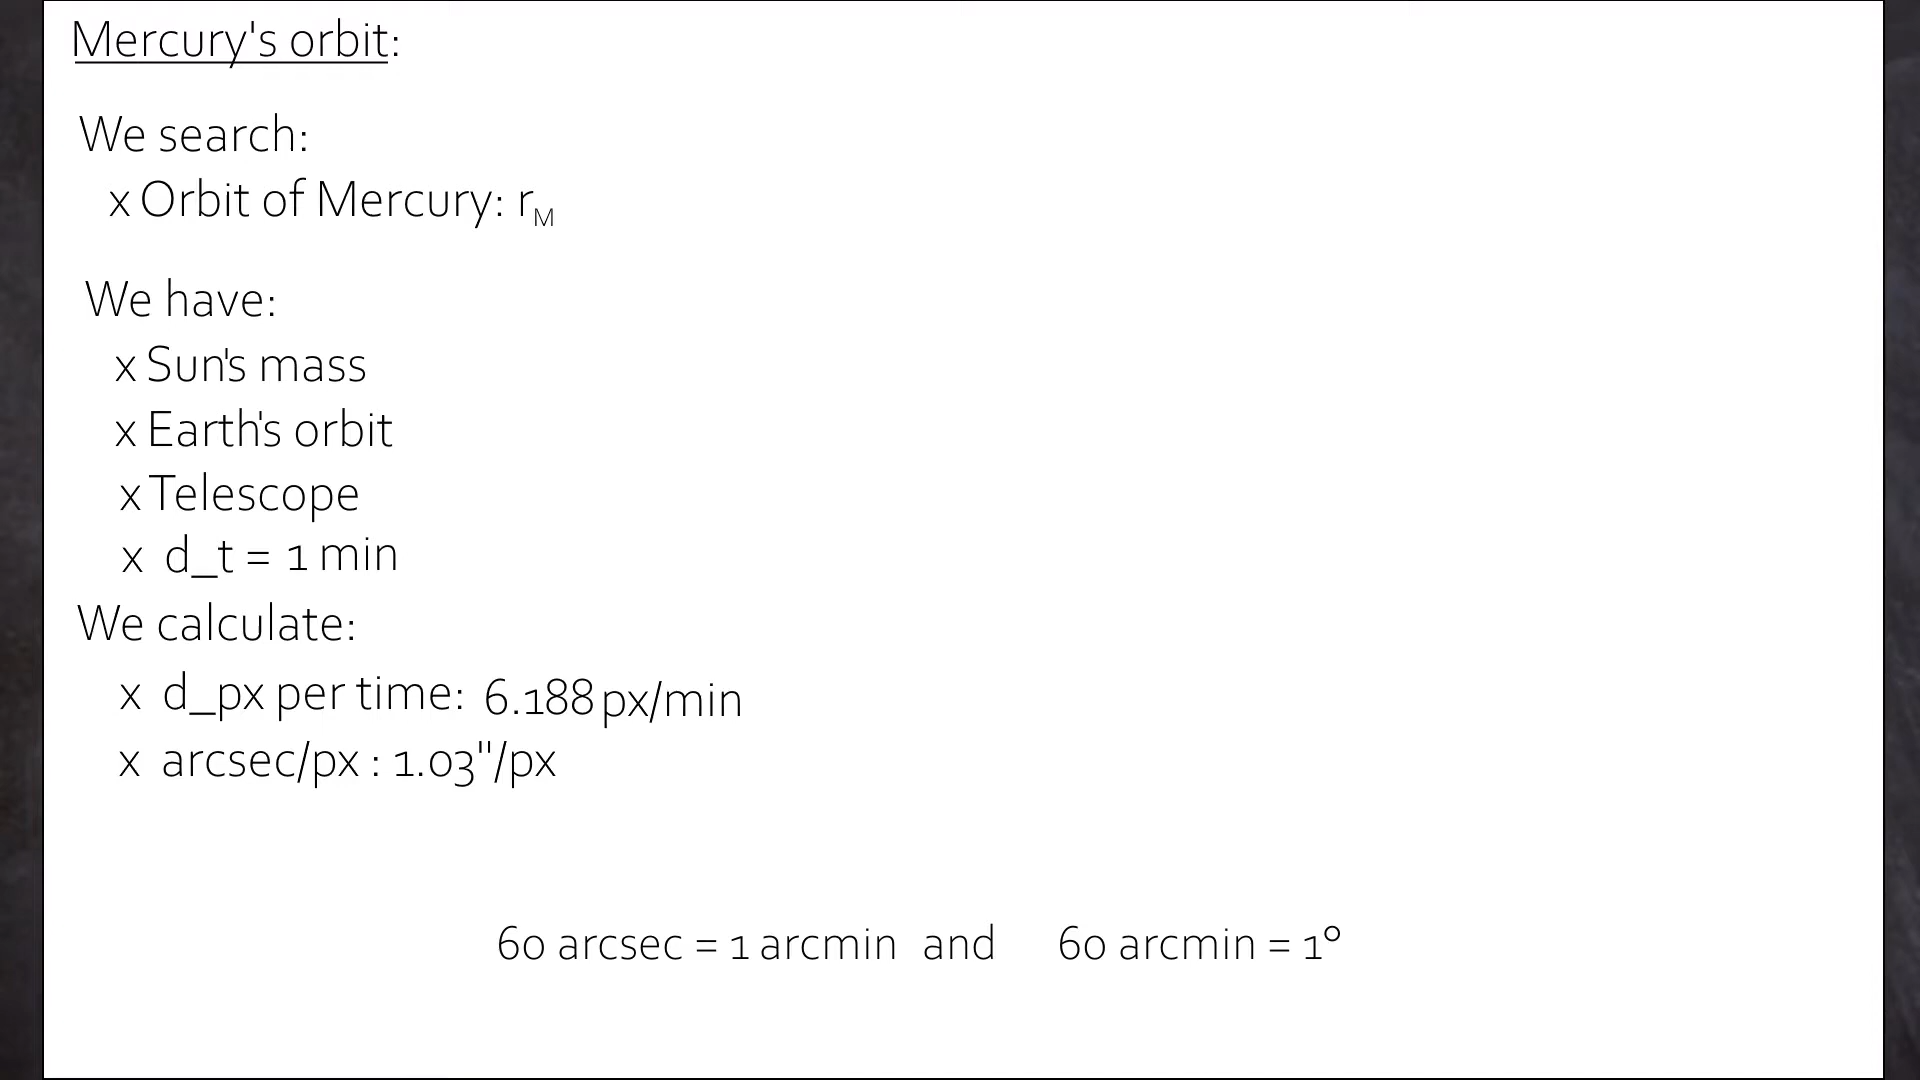 Mercury's orbit:
We search:
x Orbit of Mercury: rM
We have:
x Sun's mass
x Earth's orbit
x Telescope
x d_t = 1 min
We calculate:
x d_px per time: 6.188 px/min
x arcsec/px : 1.03"/px
60 arcsec = 1 arcmin and 60 arcmin = 1°